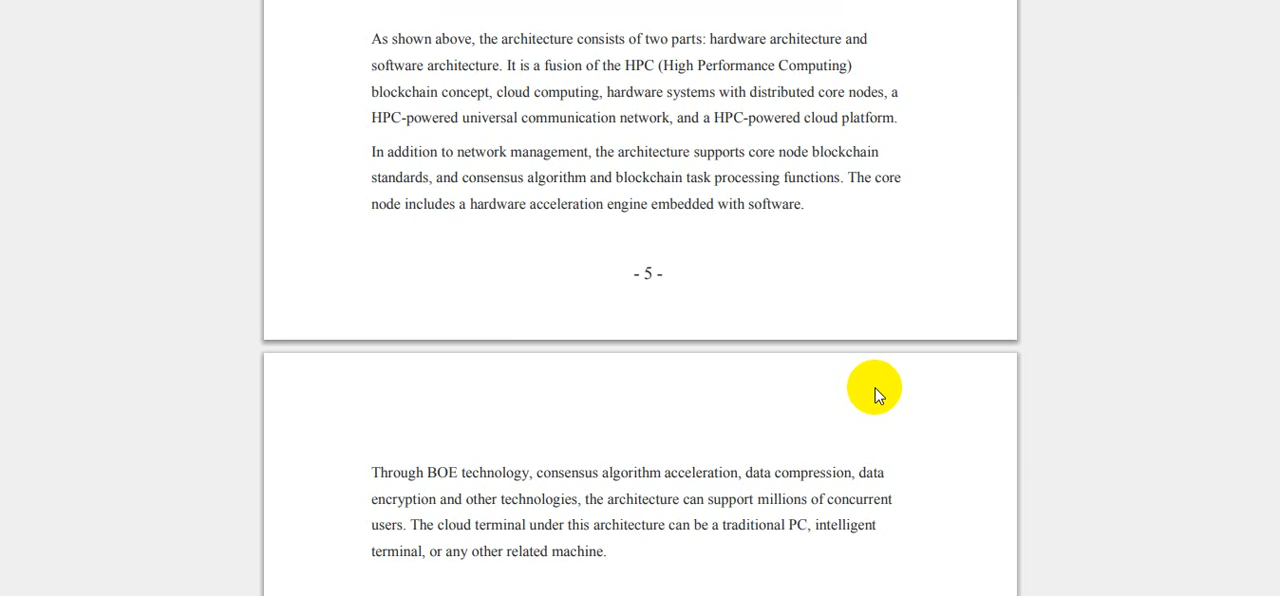 As shown above, the architecture consists of two parts: hardware architecture and
software architecture. It is a fusion of the HPC (High Performance Computing)
blockchain concept, cloud computing, hardware systems with distributed core nodes, a
HPC-powered universal communication network, and a HPC-powered cloud platform.
In addition to network management, the architecture supports core node blockchain
standards, and consensus algorithm and blockchain task processing functions. The core
node includes a hardware acceleration engine embedded with software.
- 5 -
Through BOE technology, consensus algorithm acceleration, data compression, data
encryption and other technologies, the architecture can support millions of concurrent
users. The cloud terminal under this architecture can be a traditional PC, intelligent
terminal, or any other related machine.